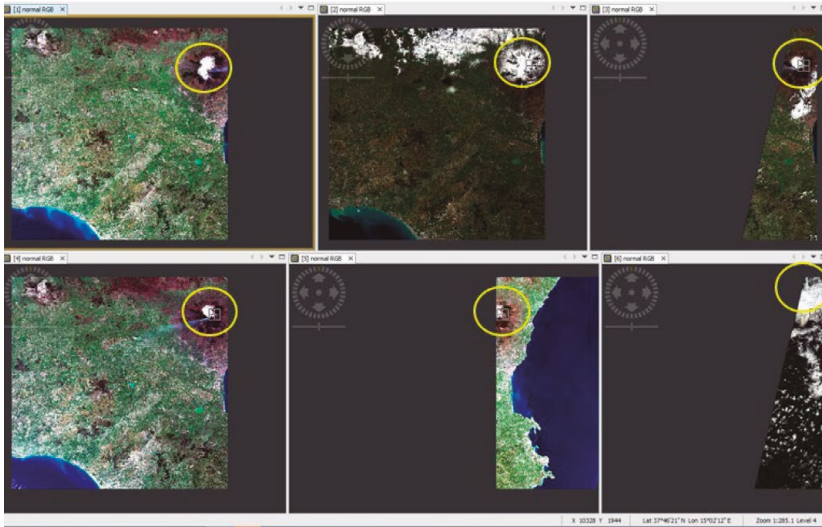 [1] normal RGB
[2] normal RGB
[3] normal RGB
[4] normal RGB
[5] normal RGB
[6] normal RGB
X 10328 Y 1944 Lat 37°46'21" N Lon 15°02'12" E Zoom 1:285.1 Level 4